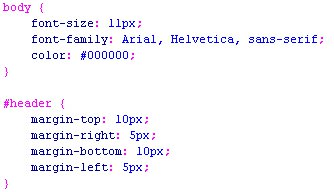 body {
    font-size: 11px;
    font-family: Arial, Helvetica, sans-serif;
    color: #000000;
}

#header {
    margin-top: 10px;
    margin-right: 5px;
    margin-bottom: 10px;
    margin-left: 5px;
}